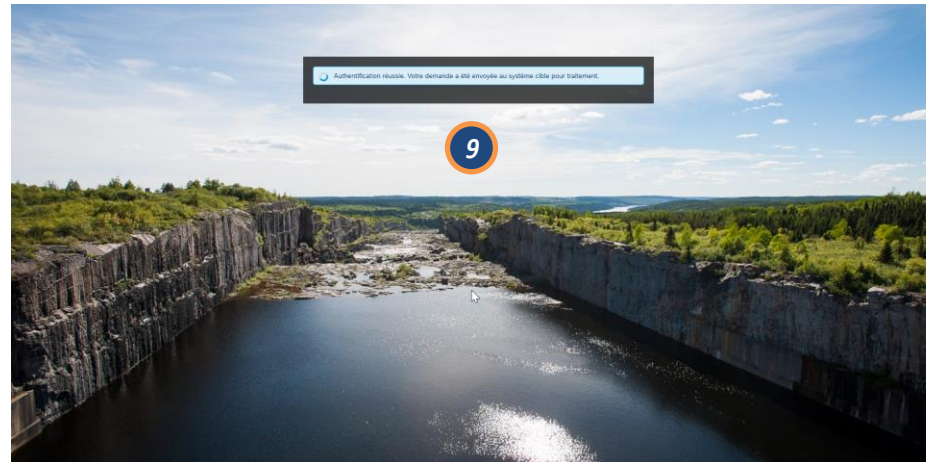 Authentification réussie. Votre demande a été envoyée au système cible pour traitement.
9